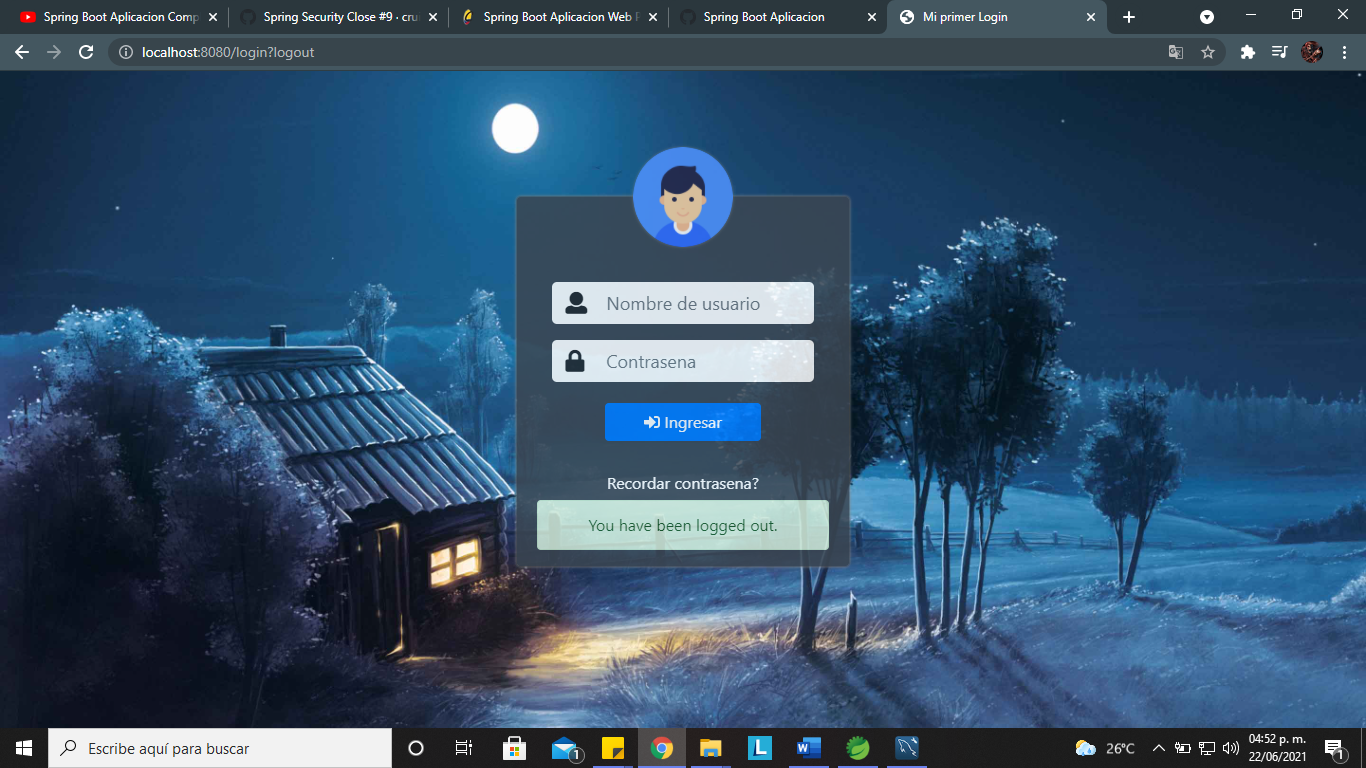 Spring Boot Aplicacion Comp
Spring Security Close #9 · cru
Spring Boot Aplicacion Web P
Spring Boot Aplicacion
Mi primer Login
localhost:8080/login?logout
Nombre de usuario
Contrasena
Ingresar
Recordar contrasena?
You have been logged out.
Escribe aquí para buscar
1
L
W
26°C
04:52 p. m.
22/06/2021
1